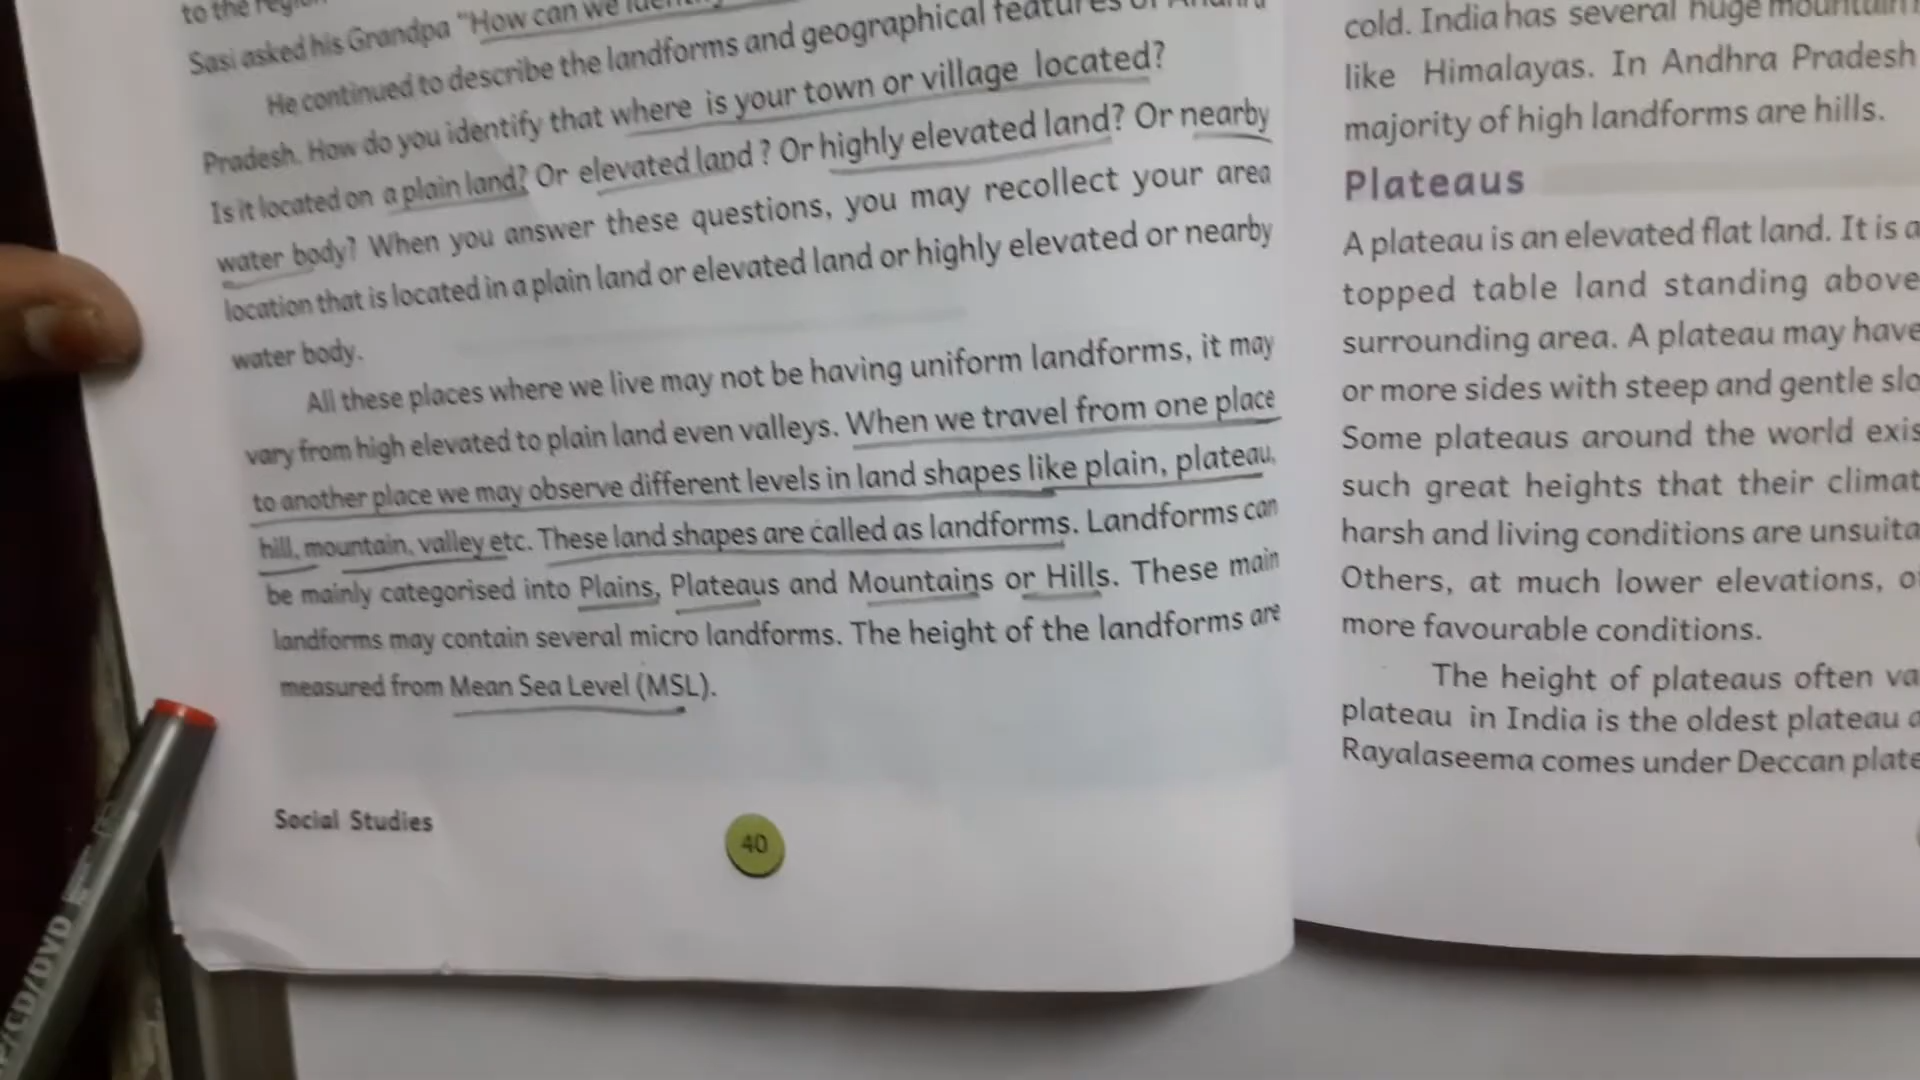 to the
Sasi asked his Grandpa "How can we
He continued to describe the landforms and geographical features of
Pradesh. How do you identify that where is your town or village located?
Is it located on a plain land? Or elevated land ? Or highly elevated land? Or nearby
water body? When you answer these questions, you may recollect your area
location that is located in a plain land or elevated land or highly elevated or nearby
water body.
All these places where we live may not be having uniform landforms, it may
vary from high elevated to plain land even valleys. When we travel from one place
to another place we may observe different levels in land shapes like plain, plateau,
hill, mountain, valley etc. These land shapes are called as landforms. Landforms can
be mainly categorised into Plains, Plateaus and Mountains or Hills. These main
landforms may contain several micro landforms. The height of the landforms are
measured from Mean Sea Level (MSL).
Social Studies
40
cold. India has several huge
like Himalayas. In Andhra Pradesh
majority of high landforms are hills.
Plateaus
A plateau is an elevated flat land. It is a
topped table land standing above
surrounding area. A plateau may have
or more sides with steep and gentle
Some plateaus around the world
such great heights that their
harsh and living conditions are
Others, at much lower elevations,
more favourable conditions.
The height of plateaus often
plateau in India is the oldest plateau
Rayalaseema comes under Deccan
CD/DVD